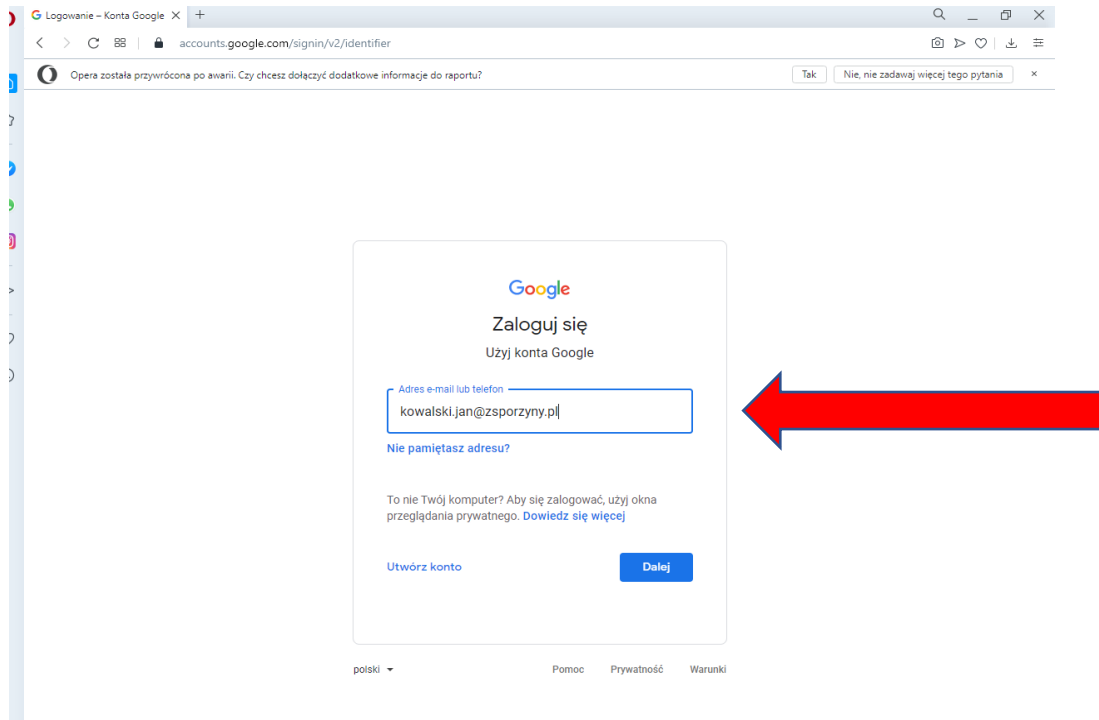 Logowanie – Konta Google
accounts.google.com/signin/v2/identifier
Opera została przywrócona po awarii. Czy chcesz dołączyć dodatkowe informacje do raportu?
Tak
Nie, nie zadawaj więcej tego pytania
Google
Zaloguj się
Użyj konta Google
Adres e-mail lub telefon
kowalski.jan@zsporzyny.pl
Nie pamiętasz adresu?
To nie Twój komputer? Aby się zalogować, użyj okna
przeglądania prywatnego. Dowiedz się więcej
Utwórz konto
Dalej
polski
Pomoc
Prywatność
Warunki